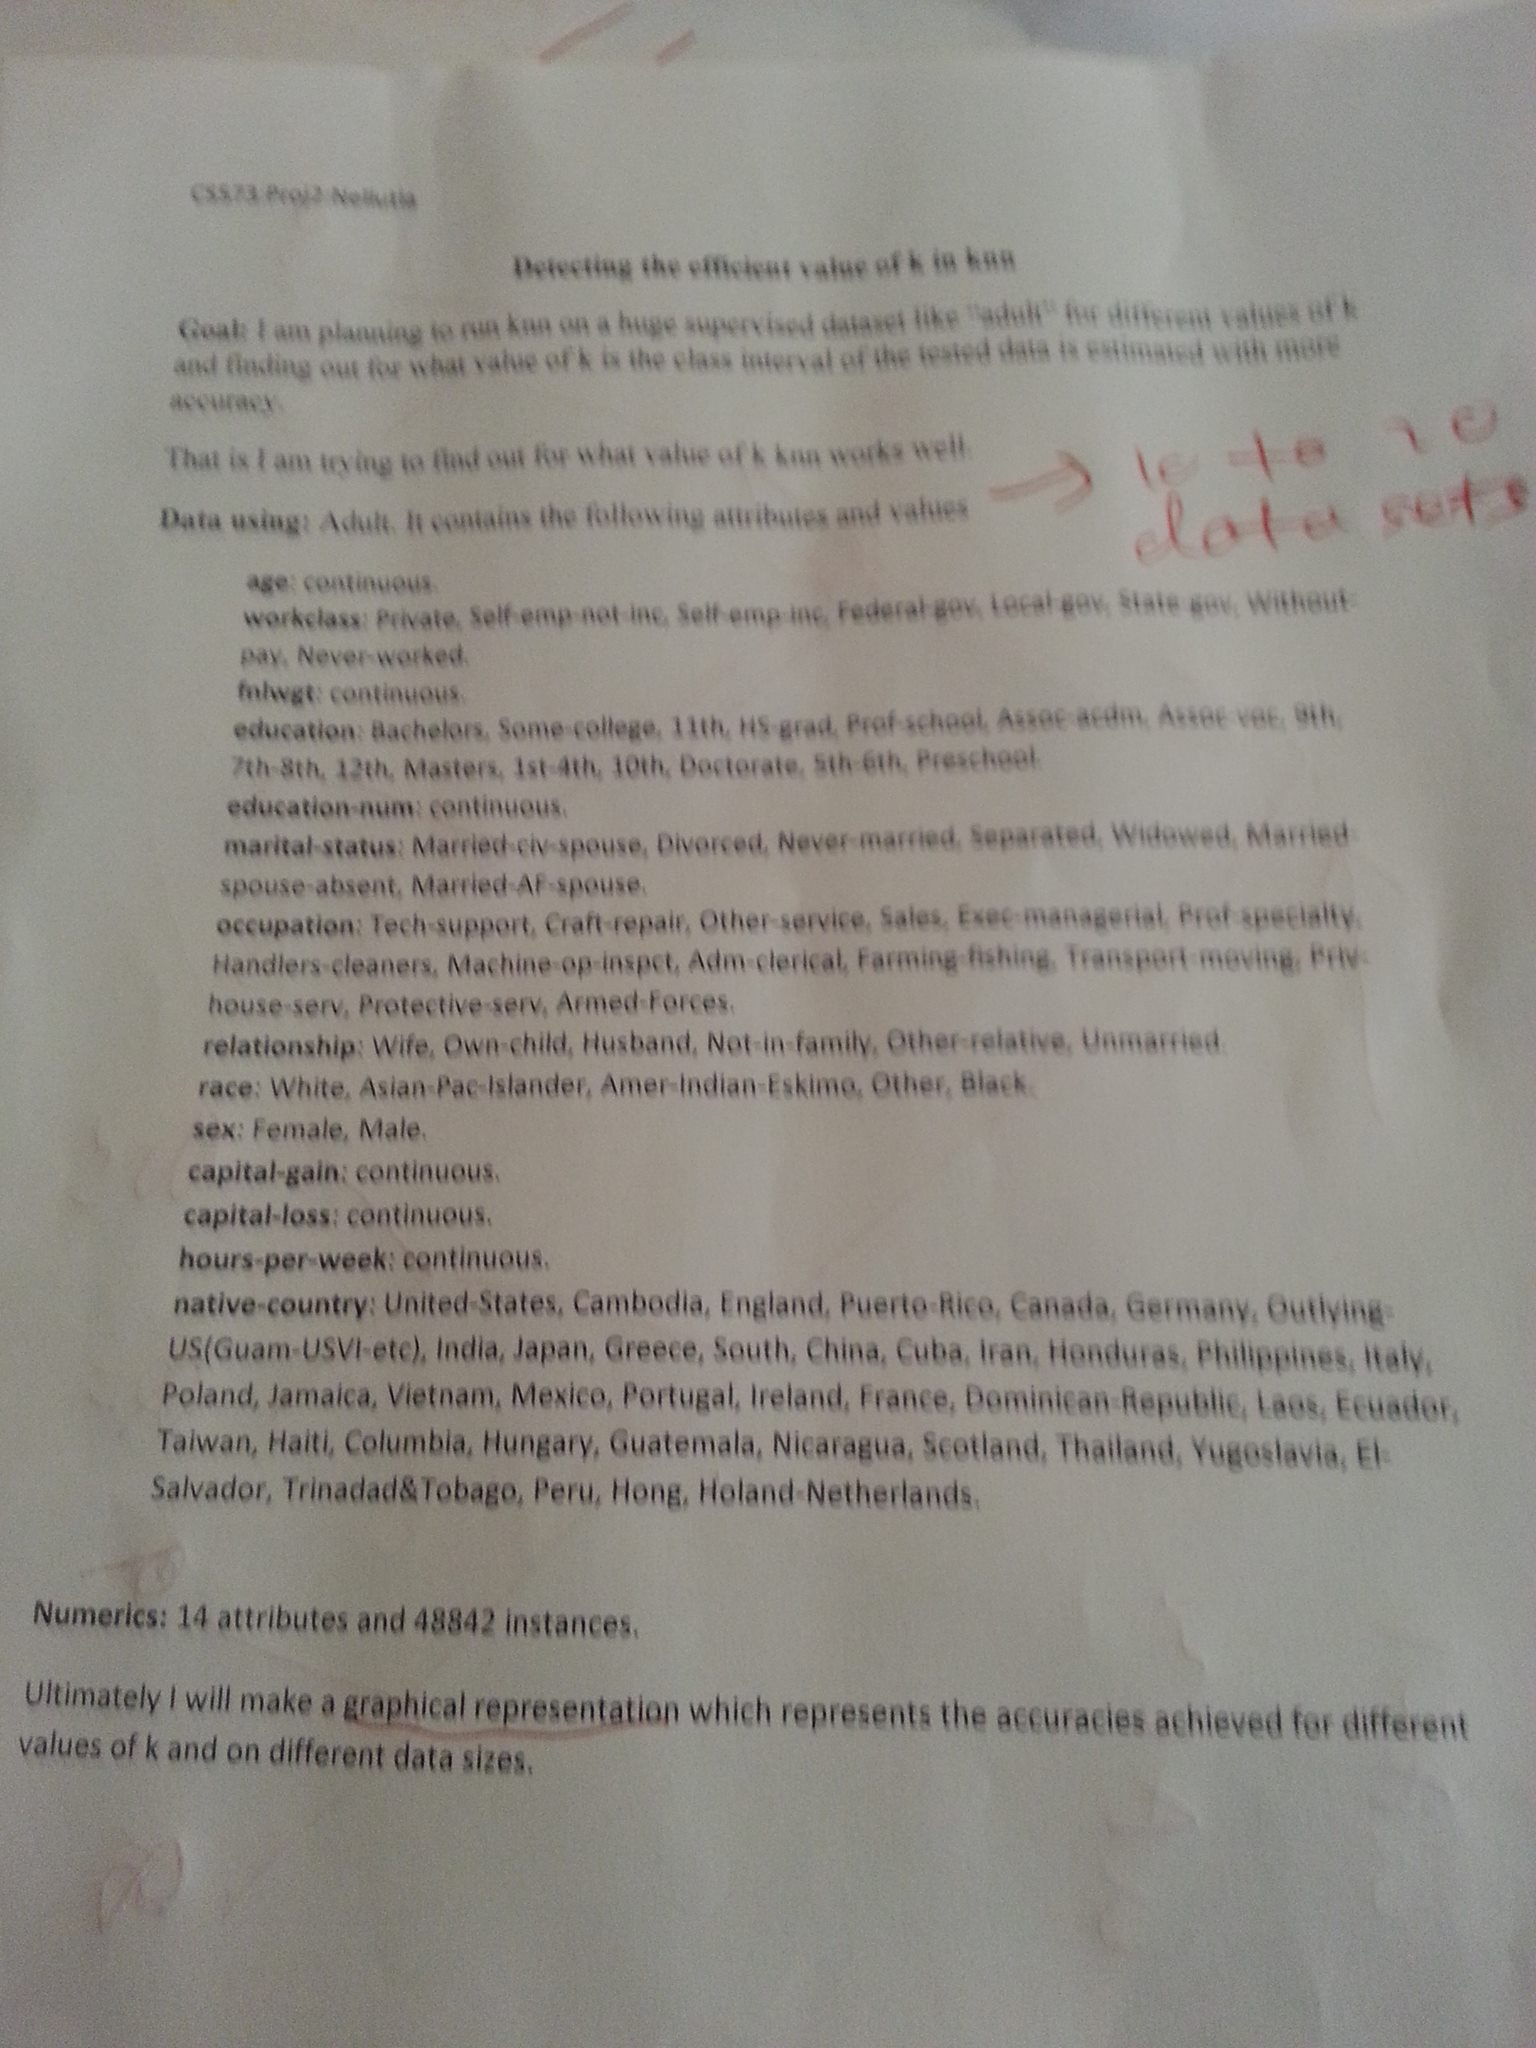 Detecting the efficient value of k in knn
Goal: I am planning to run knn on a huge supervised dataset like "adult" for different values of k
and finding out for what value of k is the class interval of the tested data is estimated with more
accuracy.
That is I am trying to find out for what value of k knn works well.
Data using: Adult. It contains the following attributes and values
10 to 20
data sets
age: continuous.
workclass: Private, Self-emp-not-inc, Self-emp-inc, Federal-gov, Local-gov, State-gov, Without-
pay, Never-worked.
fnlwgt: continuous.
education: Bachelors, Some-college, 11th, HS-grad, Prof-school, Assoc-acdm, Assoc-voc, 9th,
7th-8th, 12th, Masters, 1st-4th, 10th, Doctorate, 5th-6th, Preschool.
education-num: continuous.
marital-status: Married-civ-spouse, Divorced, Never-married, Separated, Widowed, Married-
spouse-absent, Married-AF-spouse.
occupation: Tech-support, Craft-repair, Other-service, Sales, Exec-managerial, Prof-specialty,
Handlers-cleaners, Machine-op-inspct, Adm-clerical, Farming-fishing, Transport-moving, Priv-
house-serv, Protective-serv, Armed-Forces.
relationship: Wife, Own-child, Husband, Not-in-family, Other-relative, Unmarried.
race: White, Asian-Pac-Islander, Amer-Indian-Eskimo, Other, Black.
sex: Female, Male.
capital-gain: continuous.
capital-loss: continuous.
hours-per-week: continuous.
native-country: United-States, Cambodia, England, Puerto-Rico, Canada, Germany, Outlying-
US(Guam-USVI-etc), India, Japan, Greece, South, China, Cuba, Iran, Honduras, Philippines, Italy,
Poland, Jamaica, Vietnam, Mexico, Portugal, Ireland, France, Dominican-Republic, Laos, Ecuador,
Taiwan, Haiti, Columbia, Hungary, Guatemala, Nicaragua, Scotland, Thailand, Yugoslavia, El-
Salvador, Trinadad&Tobago, Peru, Hong, Holand-Netherlands.
Numerics: 14 attributes and 48842 instances.
Ultimately I will make a graphical representation which represents the accuracies achieved for different
values of k and on different data sizes.